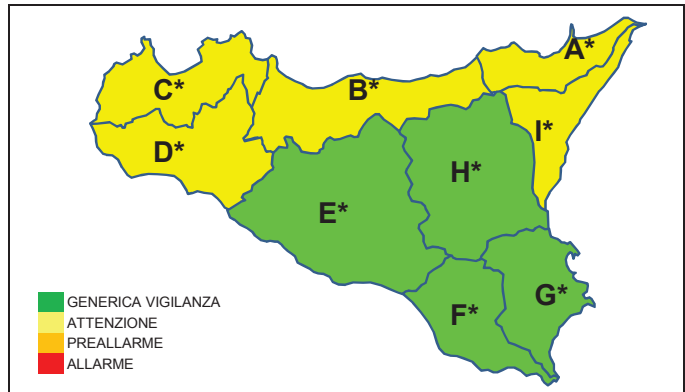 A*
C*
B*
I*
D*
H*
E*
G*
F*
GENERICA VIGILANZA
ATTENZIONE
PREALLARME
ALLARME